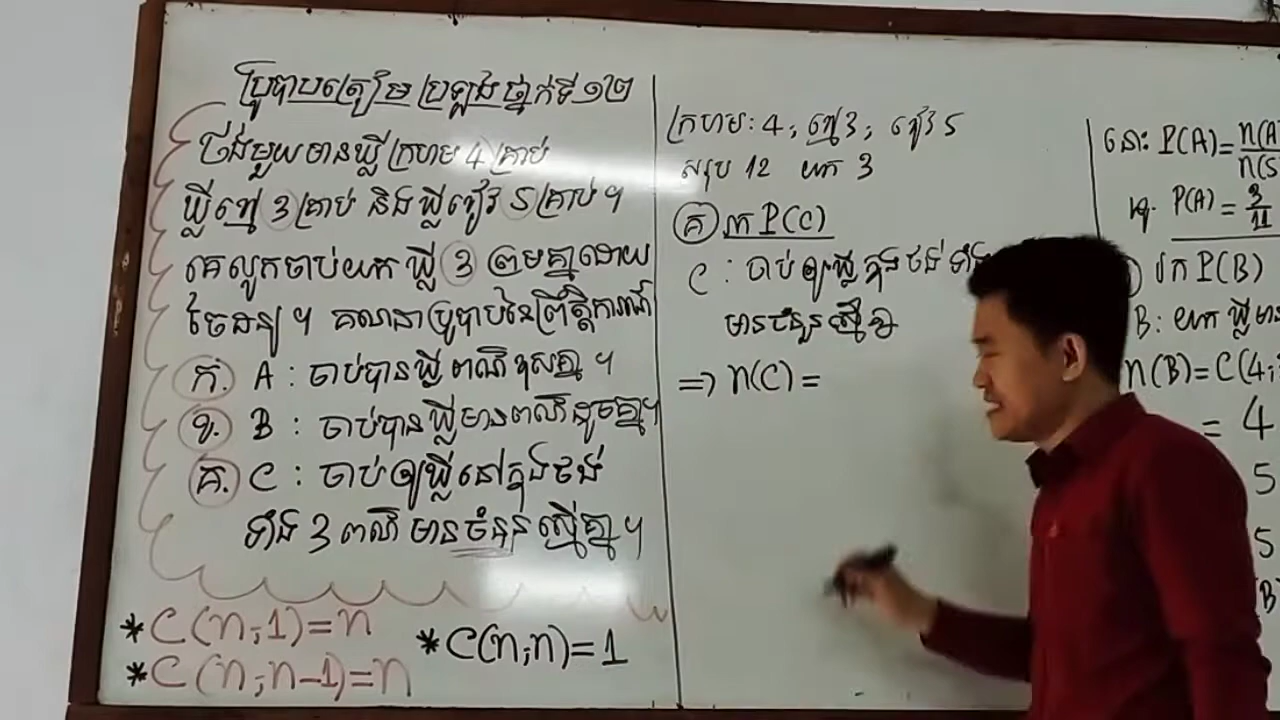 ប្រូបាបត្រៀមប្រឡងថ្នាក់ទី១២
ថង់មួយមានឃ្លីក្រហម 4 គ្រាប់
ឃ្លីខ្មៅ 3 គ្រាប់ និងឃ្លីខៀវ 5 គ្រាប់។
គេលូកចាប់យកឃ្លី 3 ព្រមគ្នាដោយ
ចៃដន្យ។ គណនាប្រូបាបនៃព្រឹត្តិការណ៍
ក. A : ចាប់បានឃ្លីពណ៌ខុសគ្នា។
ខ. B : ចាប់បានឃ្លីមានពណ៌ដូចគ្នា។
គ. C : ចាប់ឲ្យឃ្លីនៅក្នុងថង់
ទាំង 3 ពណ៌មានចំនួនស្មើគ្នា។
*C(n;1)=n
*C(n;n-1)=n
*C(n;n)=1
ក្រហម: 4 ; ខ្មៅ 3 ; ខៀវ 5
សរុប 12 យក 3
គ រក P(C)
C : ចាប់ឲ្យឃ្លីក្នុងថង់ទាំង
មានចំនួនស្មើគ្នា
=> n(C) =
នោះ P(A)=n(A/n(S
P(A) = 3/11
រក P(B)
B: យកឃ្លីមាន
n(B)=C(4;
= 4
5
5
B)